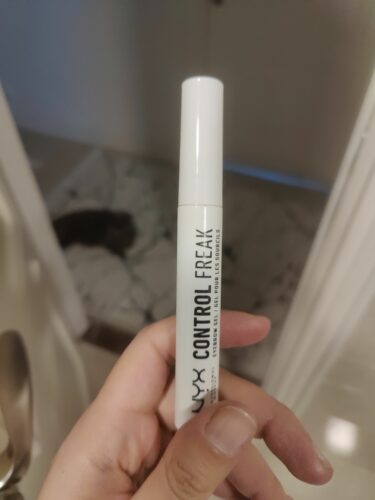 NYX CONTROL FREAK
EYEBROW GEL / GEL POUR LES SOURCILS